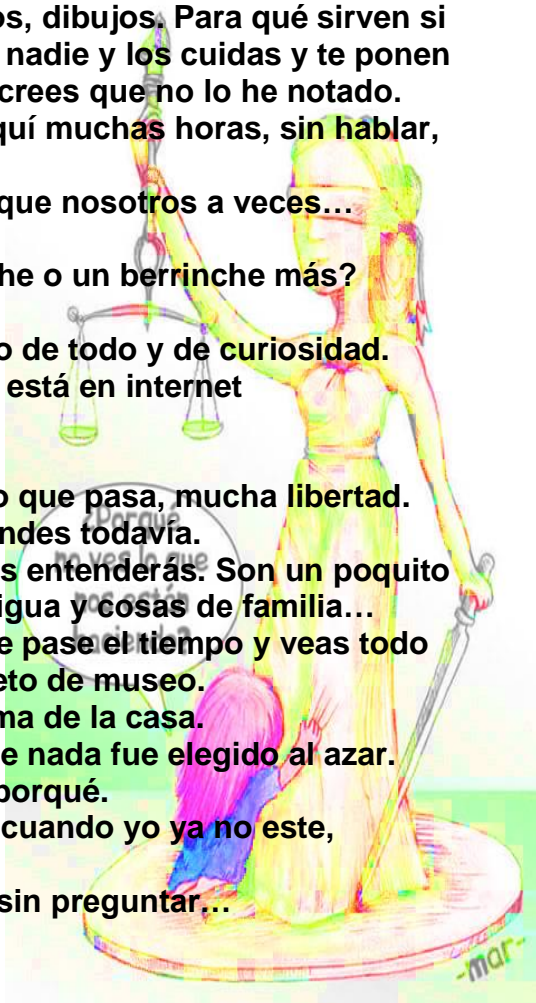 os, dibujos. Para qué sirven si
nadie y los cuidas y te ponen
crees que no lo he notado.
quí muchas horas, sin hablar,
que nosotros a veces…
he o un berrinche más?
o de todo y de curiosidad.
está en internet
o que pasa, mucha libertad.
ndes todavía.
s entenderás. Son un poquito
igua y cosas de familia…
e pase el tiempo y veas todo
eto de museo.
ma de la casa.
e nada fue elegido al azar.
porqué.
cuando yo ya no este,
sin preguntar…
¿Porqué
no ves lo que
nos están
haciendo?
-mar-